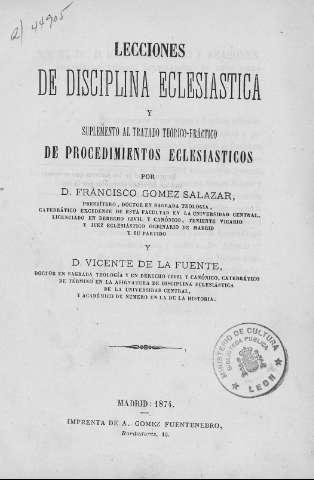 a) 44905
LECCIONES
DE DISCIPLINA ECLESIASTICA
Y
SUPLEMENTO AL TRATADO TEÓRICO-PRÁCTICO
DE PROCEDIMIENTOS ECLESIASTICOS
POR
D. FRANCISCO GOMEZ SALAZAR,
PRESBÍTERO, DOCTOR EN SAGRADA TEOLOGÍA,
CATEDRÁTICO EXCEDENTE DE ESTA FACULTAD EN LA UNIVERSIDAD CENTRAL,
LICENCIADO EN DERECHO CIVIL Y CANÓNICO, TENIENTE VICARIO
Y JUEZ ECLESIÁSTICO ORDINARIO DE MADRID
Y SU PARTIDO
Y
D. VICENTE DE LA FUENTE,
DOCTOR EN SAGRADA TEOLOGÍA Y EN DERECHO CIVIL Y CANÓNICO, CATEDRÁTICO
DE TÉRMINO EN LA ASIGNATURA DE DISCIPLINA ECLESIÁSTICA
DE LA UNIVERSIDAD CENTRAL,
Y ACADÉMICO DE NÚMERO EN LA DE LA HISTORIA.
MINISTERIO DE CULTURA
BIBLIOTECA PUBLICA
LEON
MADRID: 1874.
IMPRENTA DE A. GOMEZ FUENTENEBRO,
Bordadores, 10.